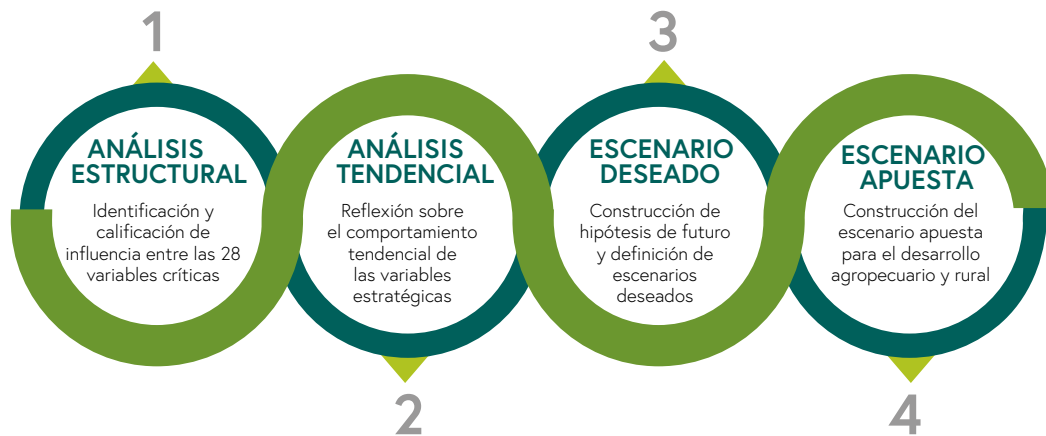 1
ANÁLISIS
ESTRUCTURAL
Identificación y
calificación de
influencia entre las 28
variables críticas
ANÁLISIS
TENDENCIAL
Reflexión sobre
el comportamiento
tendencial de
las variables
estratégicas
2
3
ESCENARIO
DESEADO
Construcción de
hipótesis de futuro
y definición de
escenarios
deseados
ESCENARIO
APUESTA
Construcción del
escenario apuesta
para el desarrollo
agropecuario y rural
4